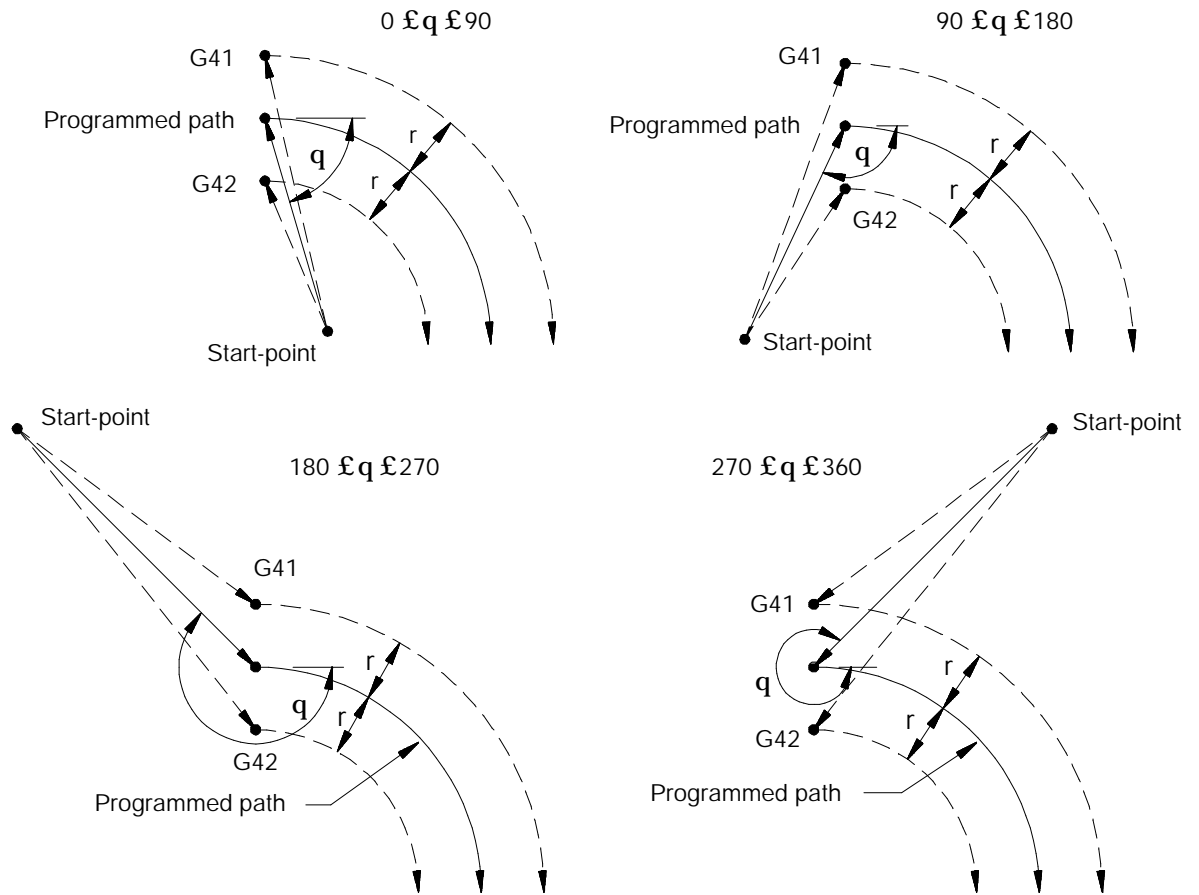 0 £ q £ 90
G41
Programmed path
q
r
r
G42
Start-point
90 £ q £ 180
G41
Programmed path
q
r
r
G42
Start-point
Start-point
180 £ q £ 270
G41
r
q
r
G42
Programmed path
Start-point
270 £ q £ 360
G41
r
q
r
G42
Programmed path